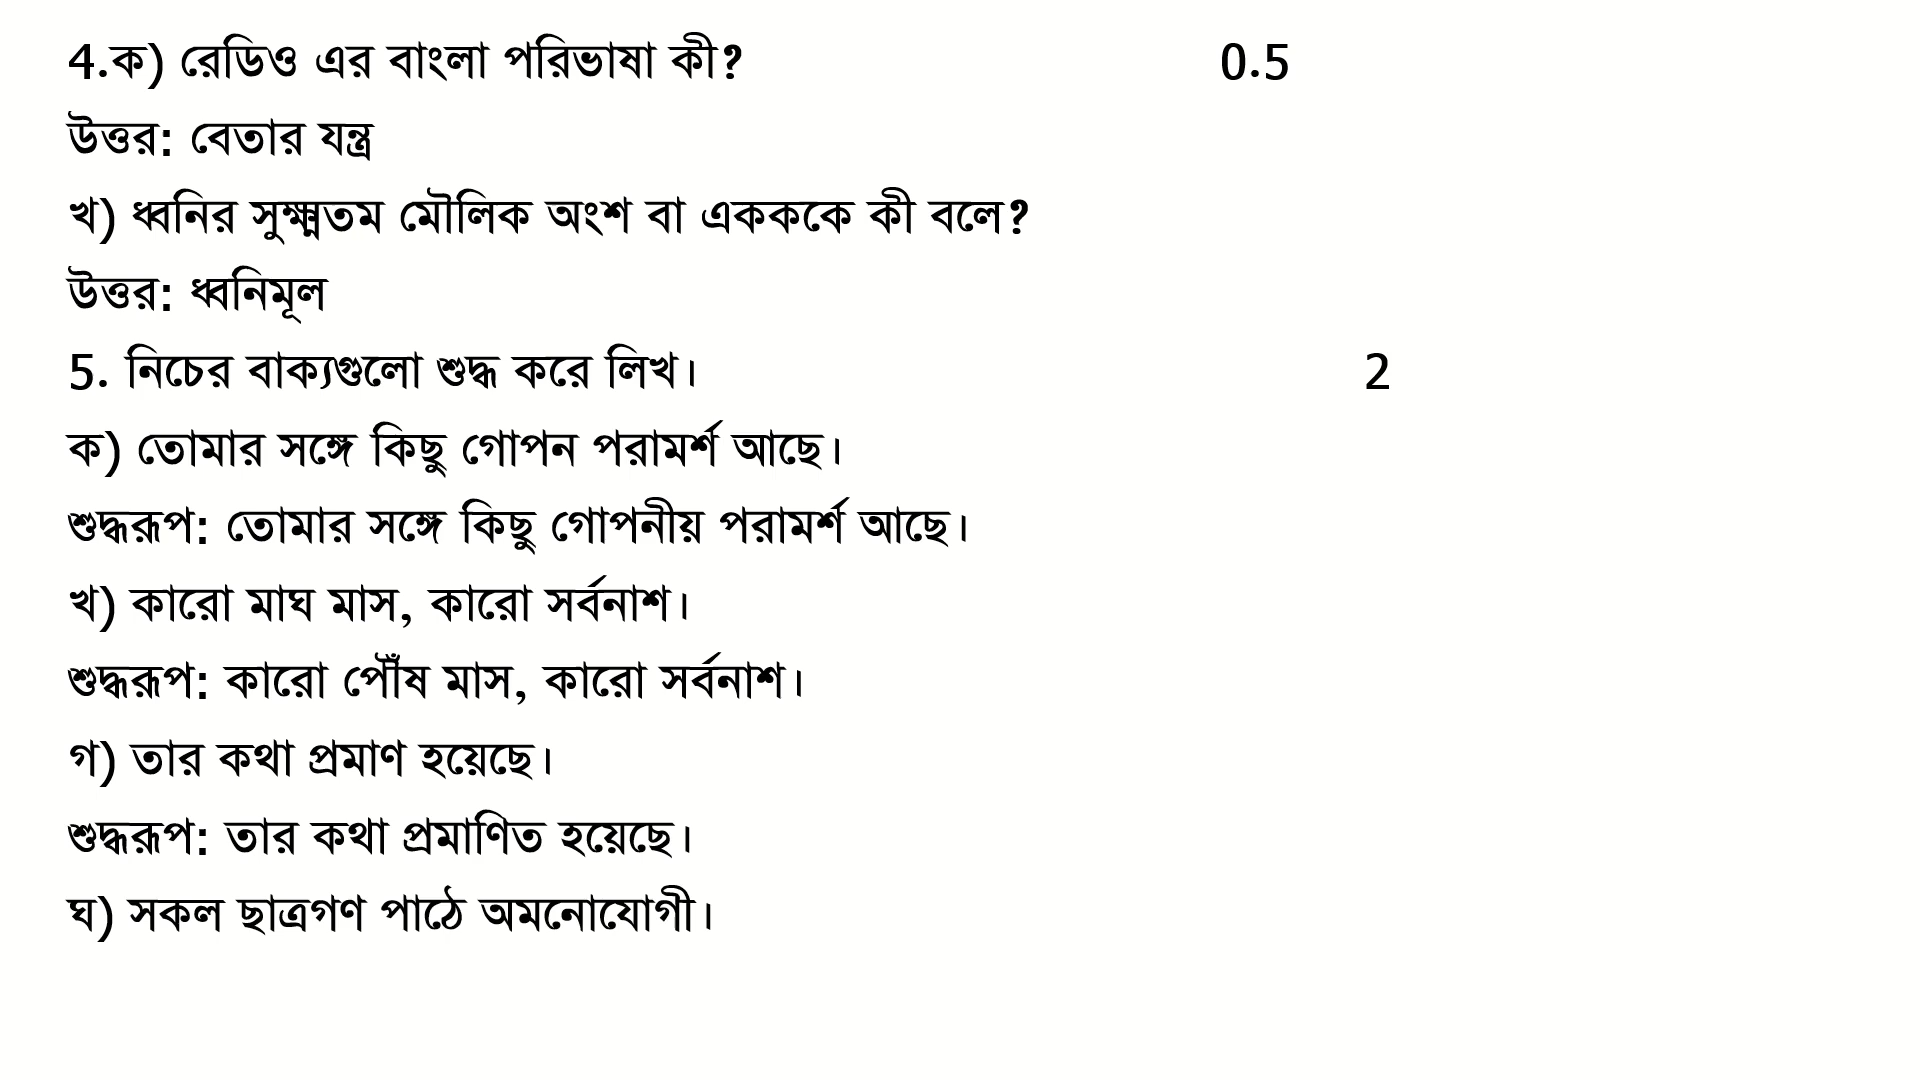 4.ক) রেডিও এর বাংলা পরিভাষা কী? 0.5
উত্তর: বেতার যন্ত্র
খ) ধ্বনির সুক্ষ্মতম মৌলিক অংশ বা একককে কী বলে?
উত্তর: ধ্বনিমূল
5. নিচের বাক্যগুলো শুদ্ধ করে লিখ। 2
ক) তোমার সঙ্গে কিছু গোপন পরামর্শ আছে।
শুদ্ধরূপ: তোমার সঙ্গে কিছু গোপনীয় পরামর্শ আছে।
খ) কারো মাঘ মাস, কারো সর্বনাশ।
শুদ্ধরূপ: কারো পৌঁষ মাস, কারো সর্বনাশ।
গ) তার কথা প্রমাণ হয়েছে।
শুদ্ধরূপ: তার কথা প্রমাণিত হয়েছে।
ঘ) সকল ছাত্রগণ পাঠে অমনোযোগী।